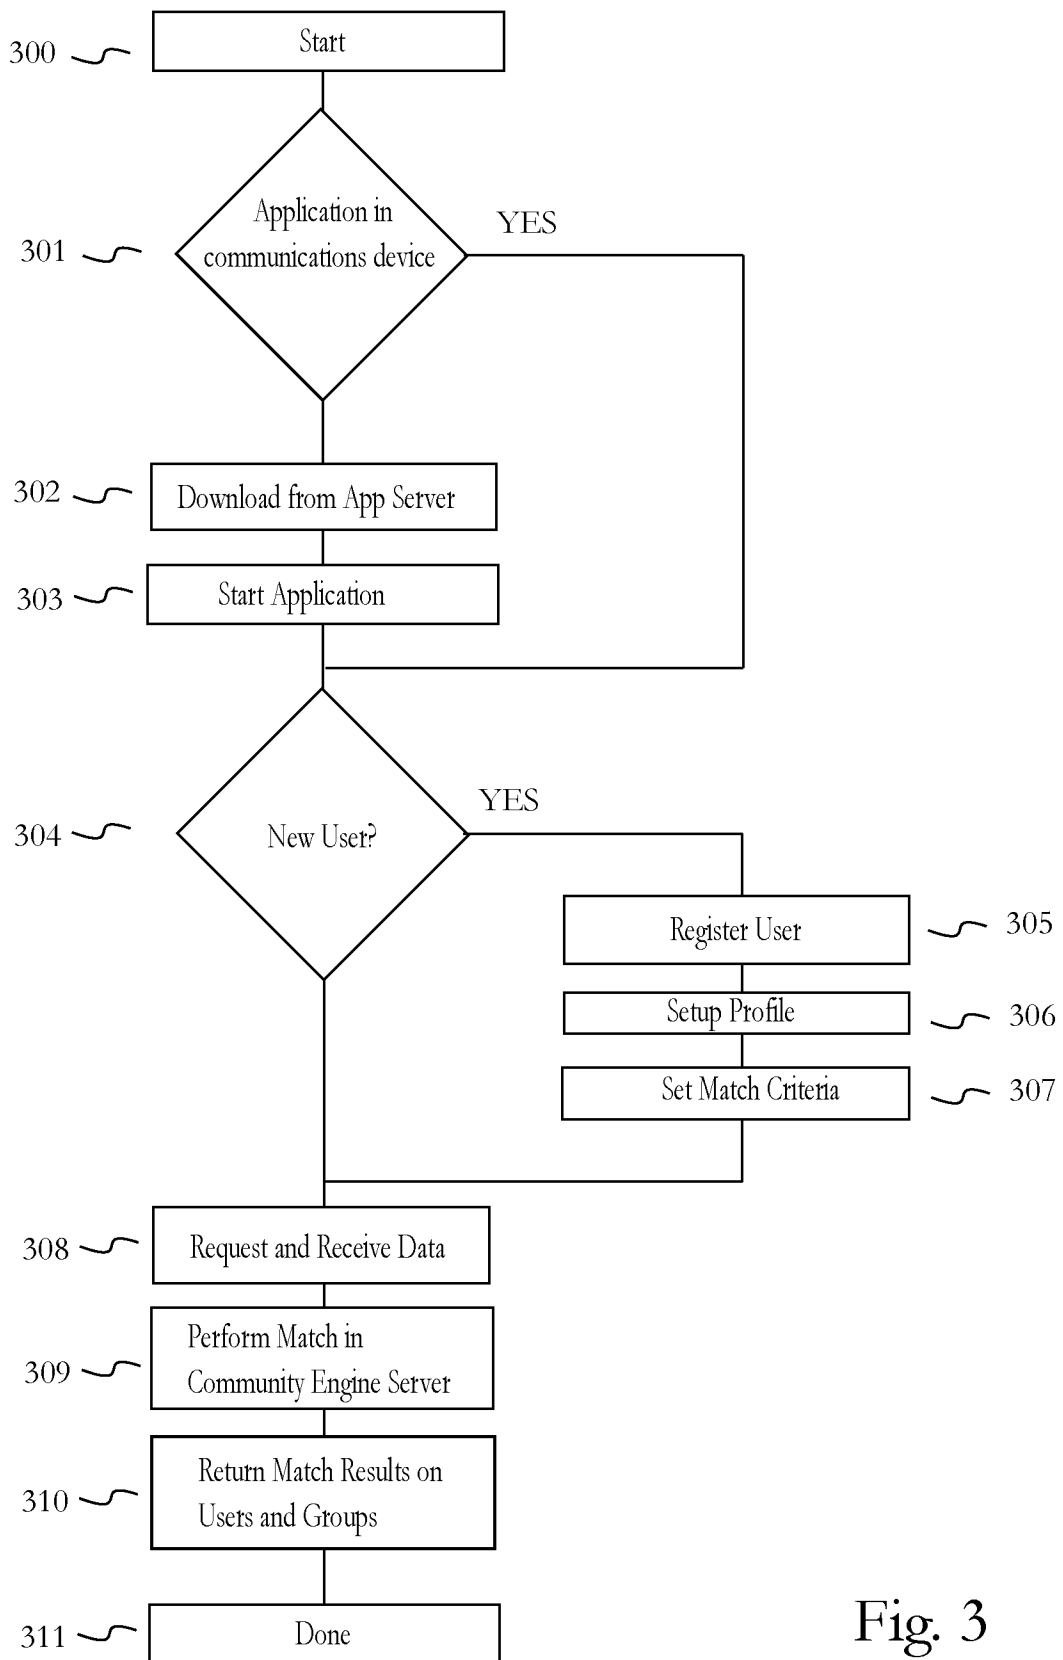 300
Start
301
Application in
communications device
YES
302
Download from App Server
303
Start Application
304
New User?
YES
Register User
305
Setup Profile
306
Set Match Criteria
307
308
Request and Receive Data
309
Perform Match in
Community Engine Server
310
Return Match Results on
Users and Groups
311
Done
Fig. 3